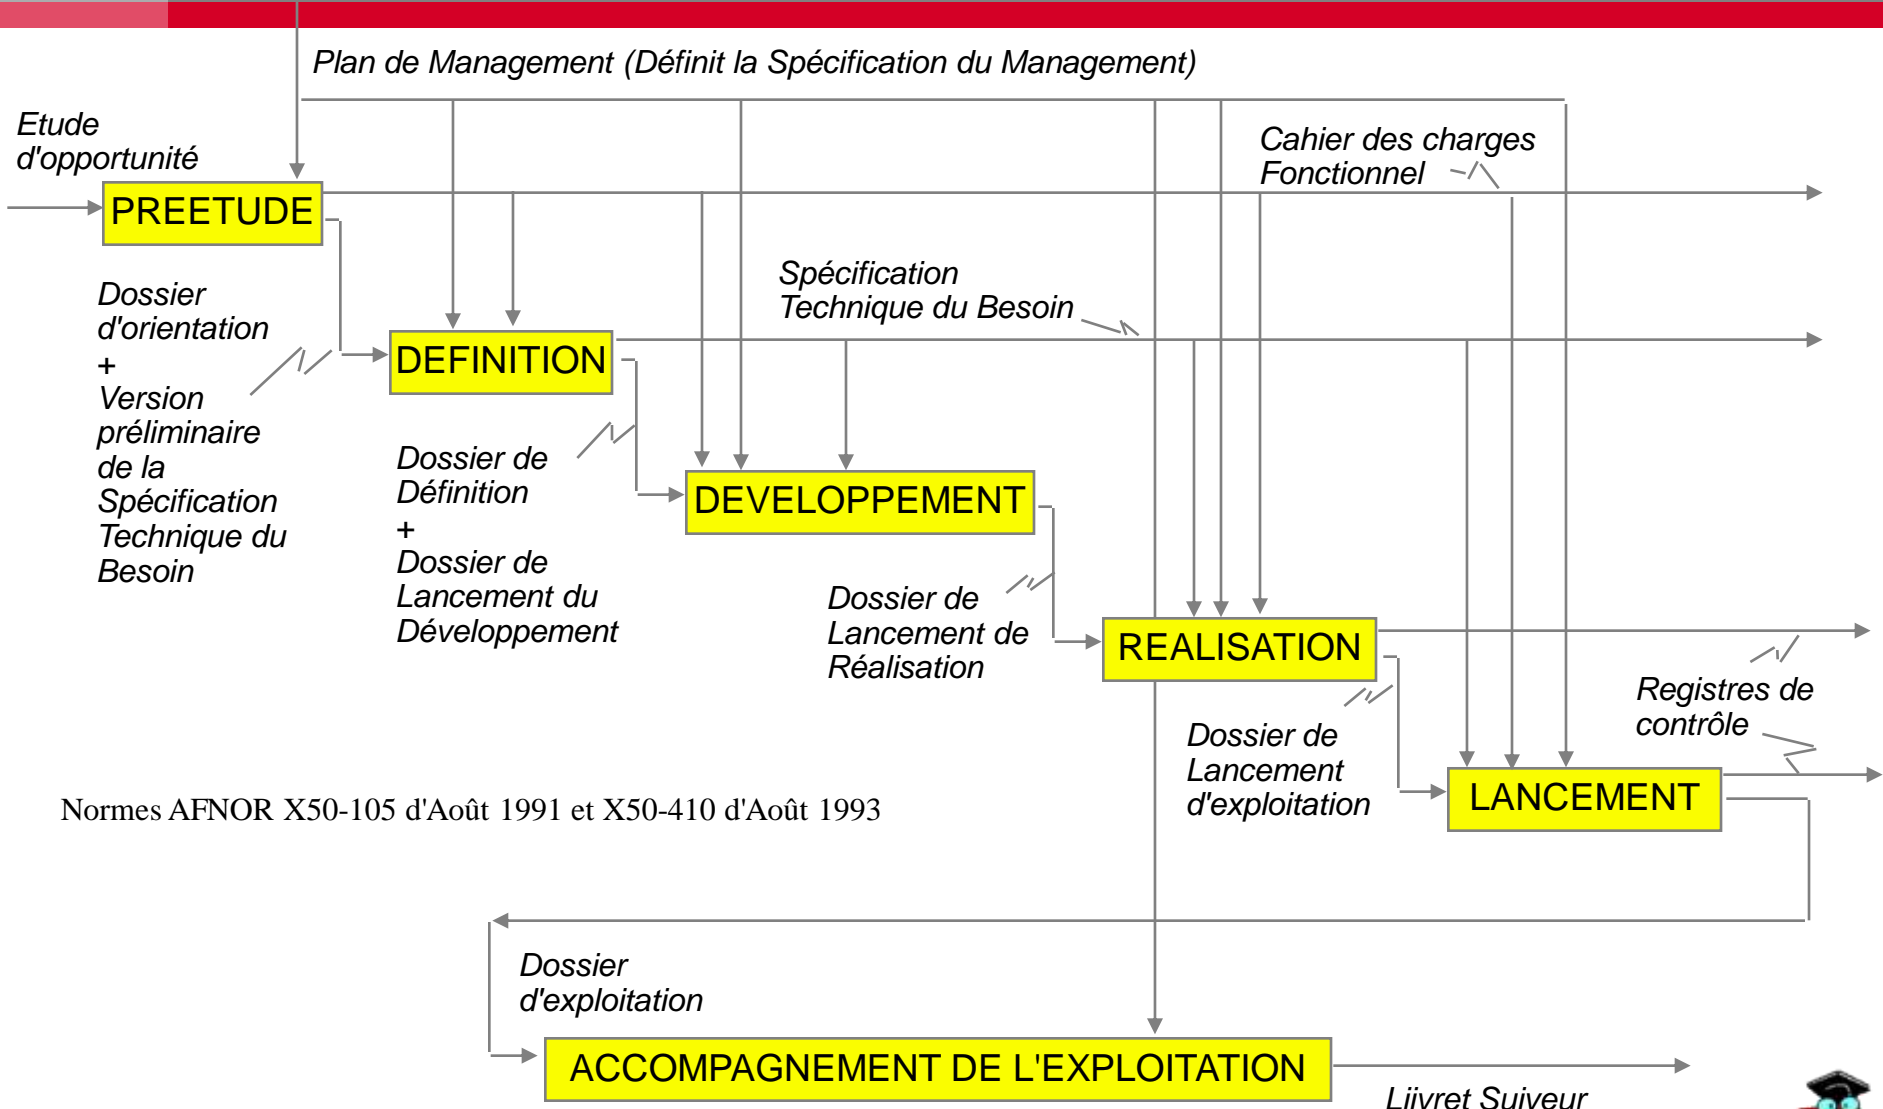 Plan de Management (Définit la Spécification du Management)
Etude
d'opportunité
Cahier des charges
Fonctionnel
PREETUDE
Spécification
Technique du Besoin
Dossier
d'orientation
+
Version
préliminaire
de la
Spécification
Technique du
Besoin
DEFINITION
Dossier de
Définition
+
Dossier de
Lancement du
Développement
DEVELOPPEMENT
Dossier de
Lancement de
Réalisation
REALISATION
Registres de
contrôle
Dossier de
Lancement
d'exploitation
LANCEMENT
Normes AFNOR X50-105 d'Août 1991 et X50-410 d'Août 1993
Dossier
d'exploitation
ACCOMPAGNEMENT DE L'EXPLOITATION
Liivret Suiveur